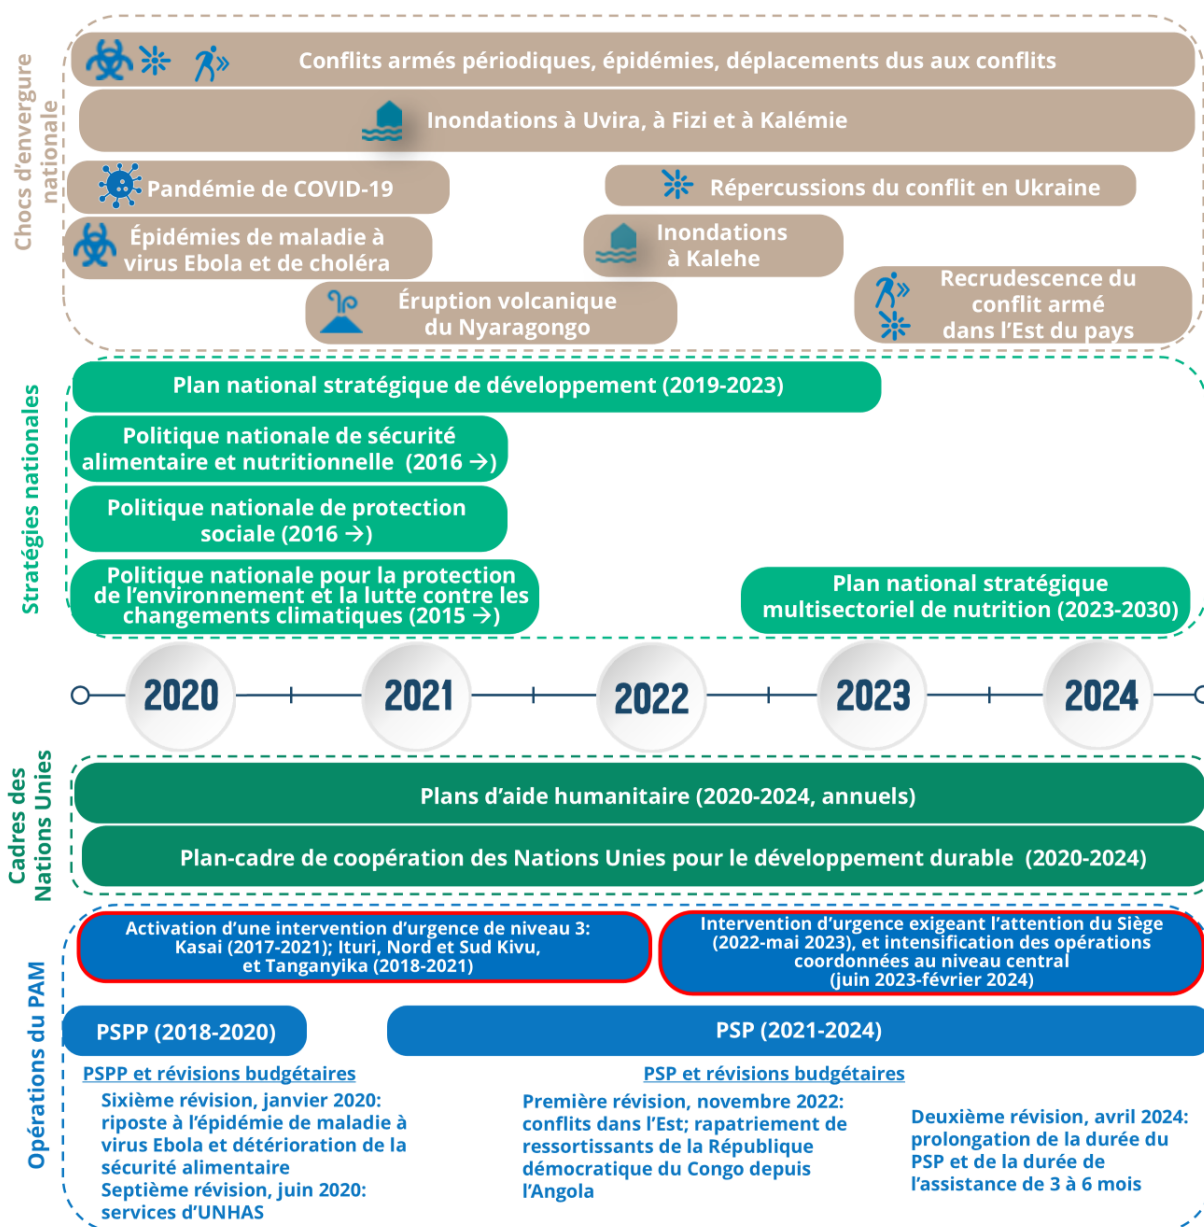 Chocs d'envergure
nationale
Conflits armés périodiques, épidémies, déplacements dus aux conflits
Inondations à Uvira, à Fizi et à Kalémie
Pandémie de COVID-19
Répercussions du conflit en Ukraine
Épidémies de maladie à
virus Ebola et de choléra
Inondations
à Kalehe
Éruption volcanique
du Nyaragongo
Recrudescence du
conflit armé
dans l'Est du pays
Stratégies nationales
Plan national stratégique de développement (2019-2023)
Politique nationale de sécurité
alimentaire et nutritionnelle (2016 →)
Politique nationale de protection
sociale (2016 →)
Politique nationale pour la protection
de l'environnement et la lutte contre les
changements climatiques (2015 →)
Plan national stratégique
multisectoriel de nutrition (2023-2030)
2020 2021 2022 2023 2024
Cadres des
Nations Unies
Plans d'aide humanitaire (2020-2024, annuels)
Plan-cadre de coopération des Nations Unies pour le développement durable (2020-2024)
Opérations du PAM
Activation d'une intervention d'urgence de niveau 3:
Kasai (2017-2021); Ituri, Nord et Sud Kivu,
et Tanganyika (2018-2021)
Intervention d'urgence exigeant l'attention du Siège
(2022-mai 2023), et intensification des opérations
coordonnées au niveau central
(juin 2023-février 2024)
PSPP (2018-2020)
PSP (2021-2024)
PSPP et révisions budgétaires
Sixième révision, janvier 2020:
riposte à l'épidémie de maladie à
virus Ebola et détérioration de la
sécurité alimentaire
Septième révision, juin 2020:
services d'UNHAS
PSP et révisions budgétaires
Première révision, novembre 2022:
conflits dans l'Est; rapatriement de
ressortissants de la République
démocratique du Congo depuis
l'Angola
Deuxième révision, avril 2024:
prolongation de la durée du
PSP et de la durée de
l'assistance de 3 à 6 mois